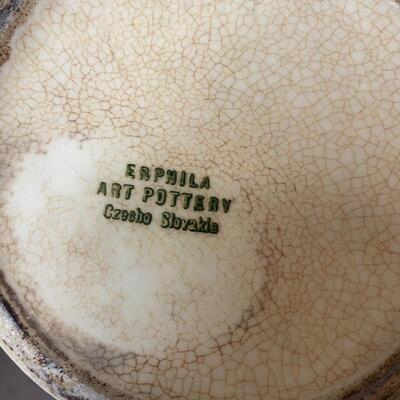 ERPHILA
ART POTTERY
Czecho Slovakia